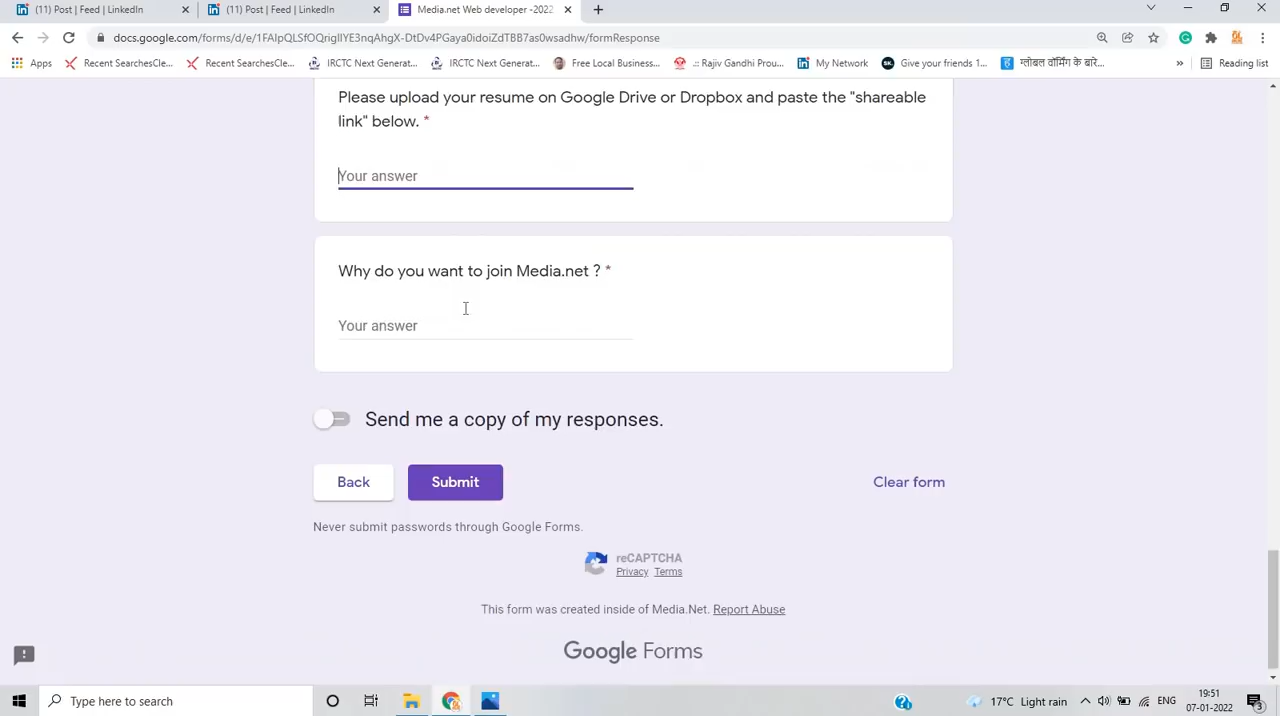 (11) Post | Feed | LinkedIn
(11) Post | Feed | LinkedIn
Media.net Web developer -2022
docs.google.com/forms/d/e/1FAIpQLSfOQrigIlYE3nqAhgX-DtDv4PGaya0idoiZdTBB7as0wsadhw/formResponse
Apps
Recent SearchesCle...
Recent SearchesCle...
IRCTC Next Generat...
IRCTC Next Generat...
Free Local Business...
.:: Rajiv Gandhi Prou...
My Network
Give your friends 1...
ग्लोबल वॉर्मिंग के बारे...
»
Reading list
Please upload your resume on Google Drive or Dropbox and paste the "shareable
link" below. *
Your answer
Why do you want to join Media.net ? *
Your answer
Send me a copy of my responses.
Back
Submit
Clear form
Never submit passwords through Google Forms.
reCAPTCHA
Privacy Terms
This form was created inside of Media.Net. Report Abuse
Google Forms
Type here to search
17°C Light rain
ENG
19:51
07-01-2022
3